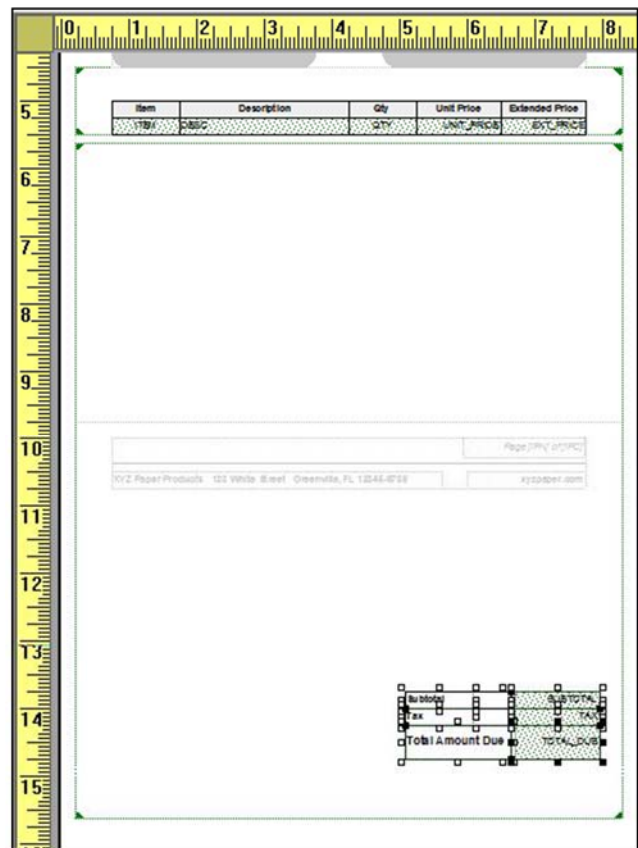 0 1 2 3 4 5 6 7 8
5
Item Description Qty Unit Price Extended Price
ITEM DESC QTY UNIT_PRICE EXT_PRICE
6
7
8
9
10
XYZ Paper Products 123 White Street Greenville, FL 12345-6789 xyzpaper.com
11
12
13
Subtotal SUBTOTAL
14
Tax TAX
Total Amount Due TOTAL_DUE
15